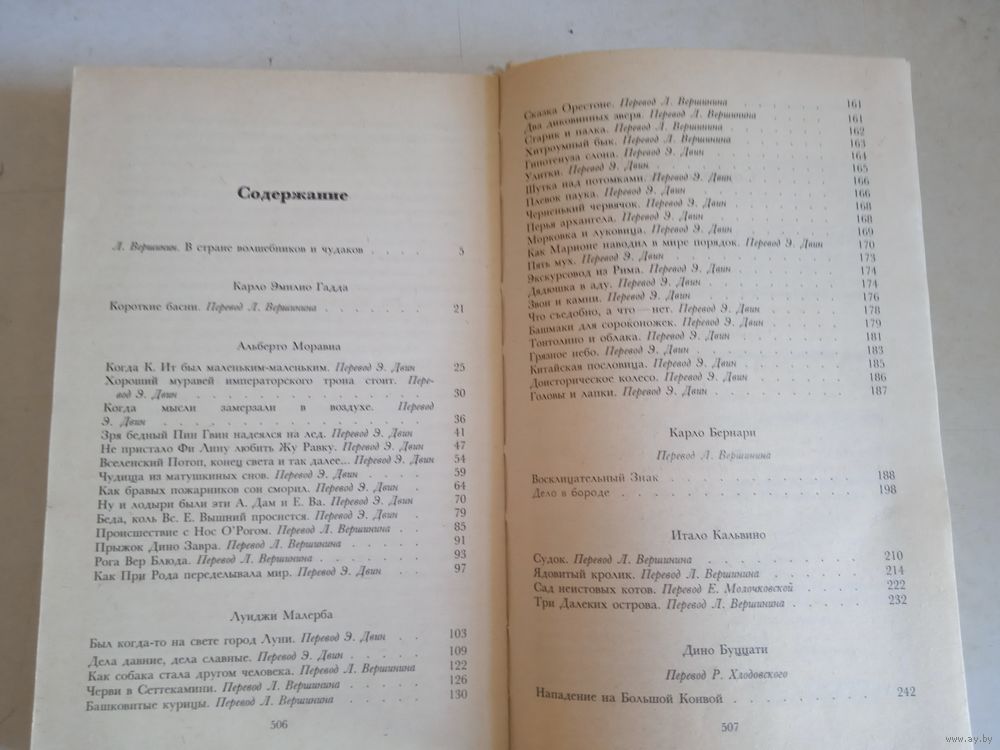 Содержание
Л. Вершинин. В стране волшебников и чудаков . . . . 5
Карло Эмилио Гадда
Короткие басни. Перевод Л. Вершинина . . . . . . . 21
Альберто Моравиа
Когда К. Ит был маленьким-маленьким. Перевод Э. Двин 25
Хороший муравей императорского трона стоит. Пере-
вод Э. Двин . . . . . . . . . . . . . . . 30
Когда мысли замерзали в воздухе. Перевод
Э. Двин . . . . . . . . . . . . . . . . . 36
Зря бедный Пин Гвин надеялся на лед. Перевод Э. Двин 41
Не пристало Фи Лину любить Жу Равку. Перевод Э. Двин 47
Вселенский Потоп, конец света и так далее... Перевод Э. Двин 54
Чудища из матушкиных снов. Перевод Э. Двин . . . 59
Как бравых пожарников сон сморил. Перевод Э. Двин . 64
Ну и лодыри были эти А. Дам и Е. Ва. Перевод Э. Двин . 70
Беда, коль Вс. Е. Вышний проснется. Перевод Э. Двин . 79
Происшествие с Нос О'Рогом. Перевод Л. Вершинина . . 85
Прыжок Дино Завра. Перевод Л. Вершинина . . . . 91
Рога Вер Блюда. Перевод Л. Вершинина . . . . . . 93
Как При Рода переделывала мир. Перевод Э. Двин . . 97
Луиджи Малерба
Был когда-то на свете город Луни. Перевод Э. Двин . . 103
Дела давние, дела славные. Перевод Э. Двин . . . . 109
Как собака стала другом человека. Перевод Л. Вершинина 122
Черви в Сеттекамини. Перевод Л. Вершинина . . . . 126
Башковитые курицы. Перевод Л. Вершинина . . . . . 130
506
Сказка Орестоне. Перевод Л. Вершинина . . . . . . 161
Два диковинных зверя. Перевод Л. Вершинина . . . . 161
Старик и палка. Перевод Л. Вершинина . . . . . . 162
Хитроумный бык. Перевод Л. Вершинина . . . . . . 163
Гипотенуза слона. Перевод Э. Двин . . . . . . . 164
Улитки. Перевод Э. Двин . . . . . . . . . . 165
Шутка над потомками. Перевод Э. Двин . . . . . . 166
Плевок паука. Перевод Э. Двин . . . . . . . . 166
Черненький червячок. Перевод Э. Двин . . . . . . 168
Перья архангела. Перевод Э. Двин . . . . . . . 168
Морковка и луковица. Перевод Э. Двин . . . . . . 169
Как Марионе наводил в мире порядок. Перевод Э. Двин 170
Пять мух. Перевод Э. Двин . . . . . . . . . 173
Экскурсовод из Рима. Перевод Э. Двин . . . . . . 174
Дядюшка в аду. Перевод Э. Двин . . . . . . . . 174
Звон и камни. Перевод Э. Двин . . . . . . . . 176
Что съедобно, а что — нет. Перевод Э. Двин . . . . 178
Башмаки для сороконожек. Перевод Э. Двин . . . . . 179
Тонтолино и облака. Перевод Э. Двин . . . . . . 181
Грязное небо. Перевод Э. Двин . . . . . . . . 183
Китайская пословица. Перевод Э. Двин . . . . . . 185
Доисторическое колесо. Перевод Э. Двин . . . . . . 186
Головы и лапки. Перевод Э. Двин . . . . . . . . 187
Карло Бернари
Перевод Л. Вершинина
Восклицательный Знак . . . . . . . . . . . 188
Дело в бороде . . . . . . . . . . . . . . 198
Итало Кальвино
Судок. Перевод Л. Вершинина . . . . . . . . . 210
Ядовитый кролик. Перевод Л. Вершинина . . . . . . 214
Сад неистовых котов. Перевод Е. Молочковской . . . . 222
Три Далеких острова. Перевод Л. Вершинина . . . . . 232
Дино Буццати
Перевод Р. Хлодовского
Нападение на Большой Конвой . . . . . . . . . 242
507
www.ay.by